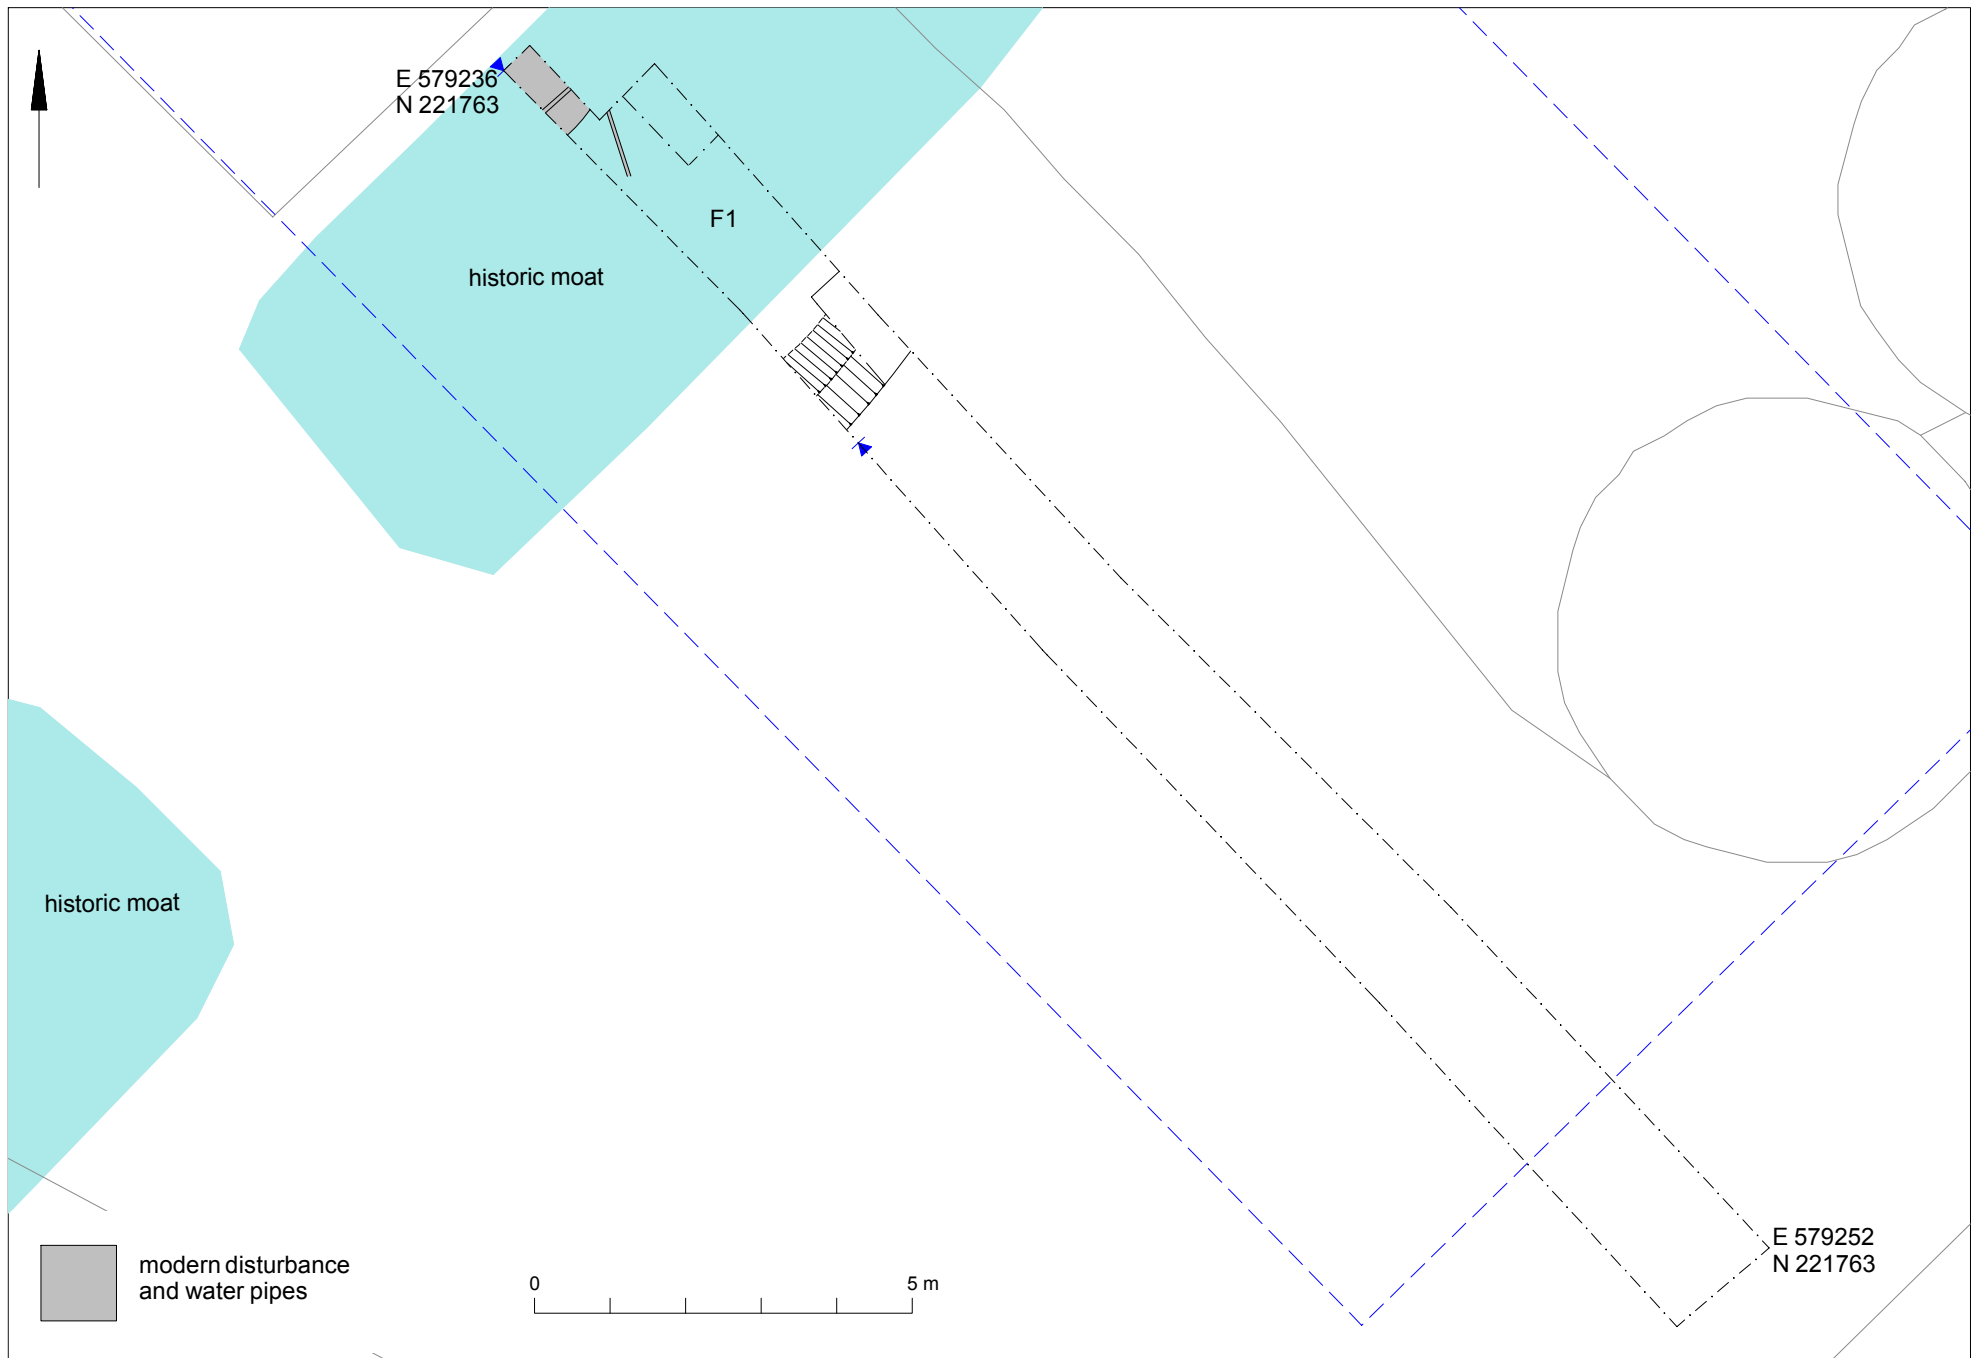 E 579236
N 221763
F1
historic moat
historic moat
E 579252
N 221763
modern disturbance
and water pipes
0 5 m